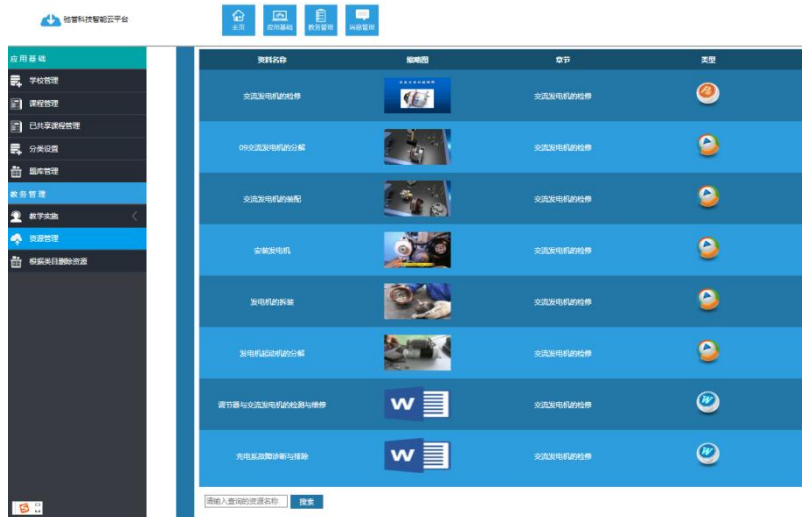 智能云平台
主页
应用基础
教务管理
消息管理
应用基础
学校管理
课程管理
已共享课程管理
分类设置
题库管理
教务管理
教学实施
资源管理
根据类目删除资源
资料名称 缩略图 章节 类型
交流发电机的检修 交流发电机的检修
09交流发电机的分解 交流发电机的检修
交流发电机的装配 交流发电机的检修
安装发电机 交流发电机的检修
发电机的拆装 交流发电机的检修
发电机起动机的分解 交流发电机的检修
调节器与交流发电机的检测与维修 W 交流发电机的检修
充电系故障诊断与排除 W 交流发电机的检修
请输入查询的资源名称 搜索